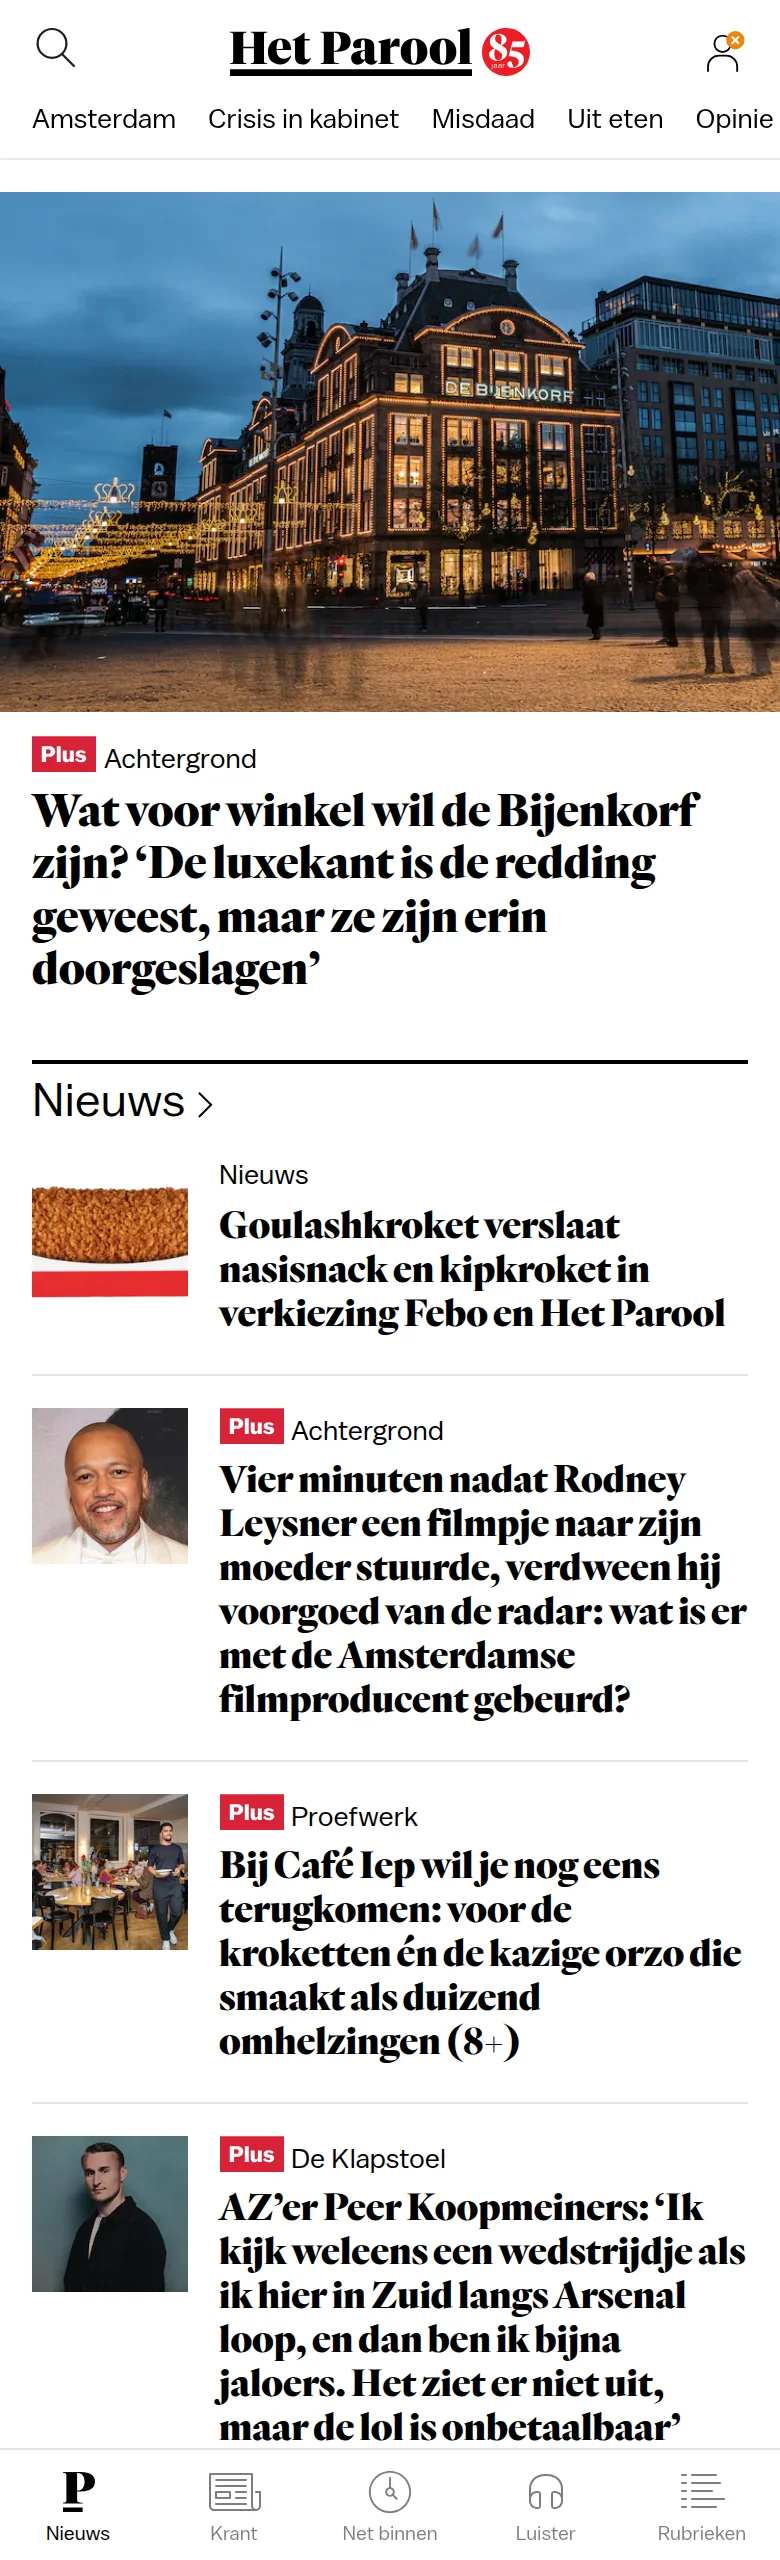 Het Parool 85 jaar
Amsterdam Crisis in kabinet Misdaad Uit eten Opinie
DE BIJENKORF
Plus Achtergrond
Wat voor winkel wil de Bijenkorf
zijn? ‘De luxekant is de redding
geweest, maar ze zijn erin
doorgeslagen’
Nieuws
Nieuws
Goulashkroket verslaat
nasisnack en kipkroket in
verkiezing Febo en Het Parool
Plus Achtergrond
Vier minuten nadat Rodney
Leysner een filmpje naar zijn
moeder stuurde, verdween hij
voorgoed van de radar: wat is er
met de Amsterdamse
filmproducent gebeurd?
Plus Proefwerk
Bij Café Iep wil je nog eens
terugkomen: voor de
kroketten én de kazige orzo die
smaakt als duizend
omhelzingen (8+)
Plus De Klapstoel
AZ’er Peer Koopmeiners: ‘Ik
kijk weleens een wedstrijdje als
ik hier in Zuid langs Arsenal
loop, en dan ben ik bijna
jaloers. Het ziet er niet uit,
maar de lol is onbetaalbaar’
P
Nieuws Krant Net binnen Luister Rubrieken